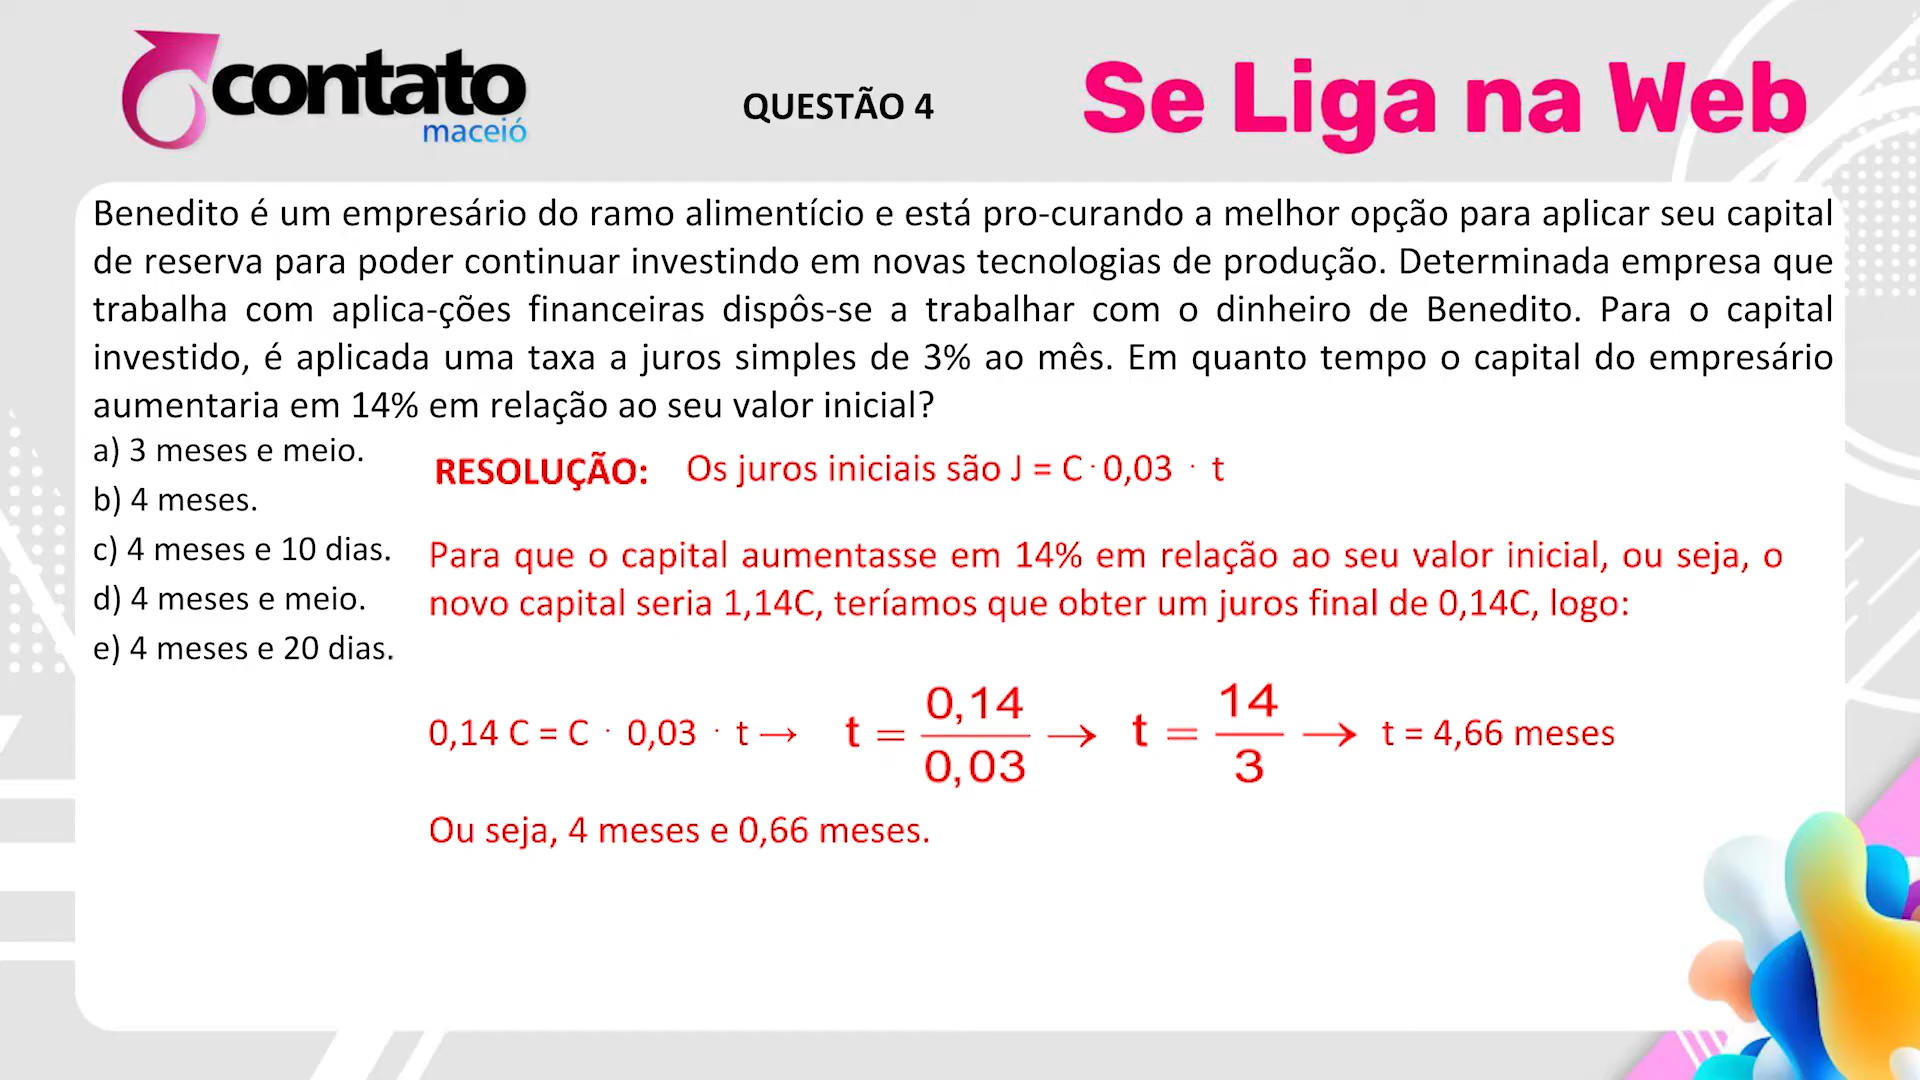 contato
maceió
QUESTÃO 4
Se Liga na Web
Benedito é um empresário do ramo alimentício e está pro-curando a melhor opção para aplicar seu capital
de reserva para poder continuar investindo em novas tecnologias de produção. Determinada empresa que
trabalha com aplica-ções financeiras dispôs-se a trabalhar com o dinheiro de Benedito. Para o capital
investido, é aplicada uma taxa a juros simples de 3% ao mês. Em quanto tempo o capital do empresário
aumentaria em 14% em relação ao seu valor inicial?
a) 3 meses e meio.
b) 4 meses.
c) 4 meses e 10 dias.
d) 4 meses e meio.
e) 4 meses e 20 dias.
RESOLUÇÃO: Os juros iniciais são J = C · 0,03 · t
Para que o capital aumentasse em 14% em relação ao seu valor inicial, ou seja, o
novo capital seria 1,14C, teríamos que obter um juros final de 0,14C, logo:
0,14 C = C · 0,03 · t → t = 0,14/0,03 → t = 14/3 → t = 4,66 meses
Ou seja, 4 meses e 0,66 meses.